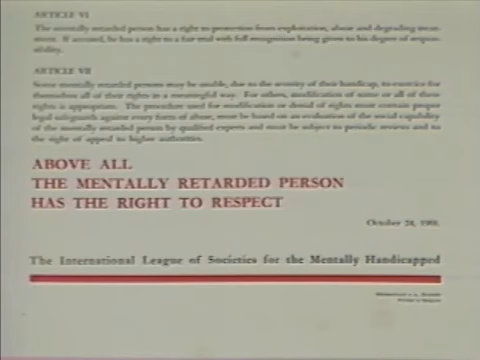 ARTICLE VI
The mentally retarded person has a right to protection from exploitation, abuse and degrading treat-
ment. If accused, he has a right to a fair trial with full recognition being given to his degree of respon-
sibility.
ARTICLE VII
Some mentally retarded persons may be unable, due to the severity of their handicap, to exercise for
themselves all of their rights in a meaningful way. For others, modification of some or all of these
rights is appropriate. The procedure used for modification or denial of rights must contain proper
legal safeguards against every form of abuse, must be based on an evaluation of the social capability
of the mentally retarded person by qualified experts and must be subject to periodic reviews and to
the right of appeal to higher authorities.
ABOVE ALL
THE MENTALLY RETARDED PERSON
HAS THE RIGHT TO RESPECT
October 24, 1968.
The International League of Societies for the Mentally Handicapped